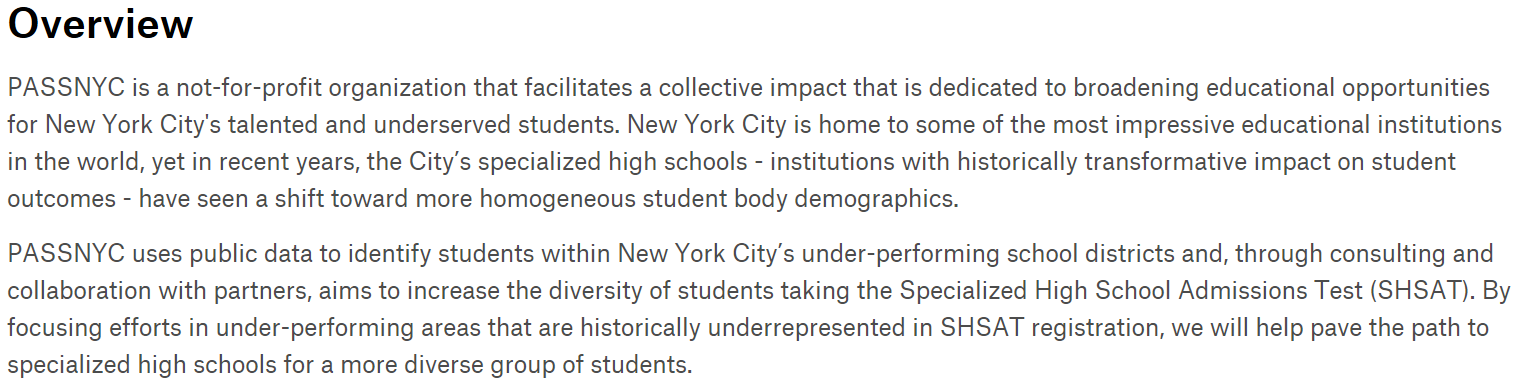 Overview
PASSNYC is a not-for-profit organization that facilitates a collective impact that is dedicated to broadening educational opportunities
for New York City's talented and underserved students. New York City is home to some of the most impressive educational institutions
in the world, yet in recent years, the City’s specialized high schools - institutions with historically transformative impact on student
outcomes - have seen a shift toward more homogeneous student body demographics.
PASSNYC uses public data to identify students within New York City’s under-performing school districts and, through consulting and
collaboration with partners, aims to increase the diversity of students taking the Specialized High School Admissions Test (SHSAT). By
focusing efforts in under-performing areas that are historically underrepresented in SHSAT registration, we will help pave the path to
specialized high schools for a more diverse group of students.